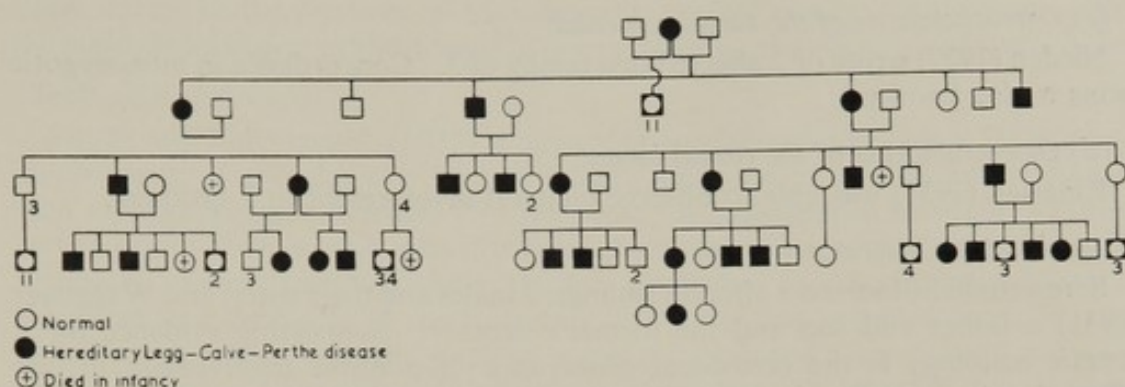 11
3 4 2
11 2 3 34 2 4 3 3
Normal
Hereditary Legg-Calve-Perthe disease
Died in infancy